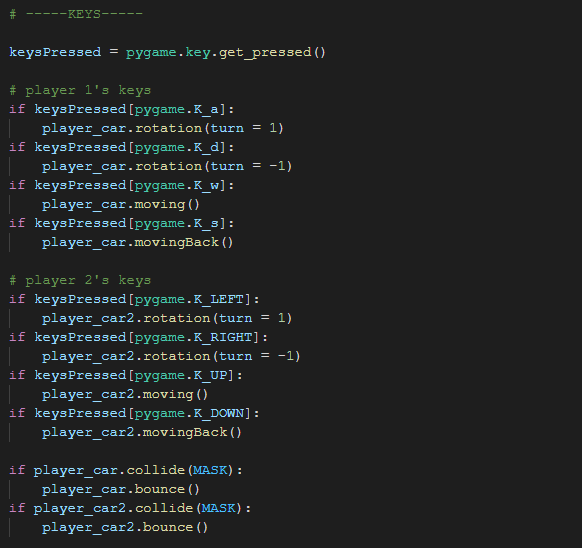 # -----KEYS-----
keysPressed = pygame.key.get_pressed()
# player 1's keys
if keysPressed[pygame.K_a]:
    player_car.rotation(turn = 1)
if keysPressed[pygame.K_d]:
    player_car.rotation(turn = -1)
if keysPressed[pygame.K_w]:
    player_car.moving()
if keysPressed[pygame.K_s]:
    player_car.movingBack()
# player 2's keys
if keysPressed[pygame.K_LEFT]:
    player_car2.rotation(turn = 1)
if keysPressed[pygame.K_RIGHT]:
    player_car2.rotation(turn = -1)
if keysPressed[pygame.K_UP]:
    player_car2.moving()
if keysPressed[pygame.K_DOWN]:
    player_car2.movingBack()
if player_car.collide(MASK):
    player_car.bounce()
if player_car2.collide(MASK):
    player_car2.bounce()